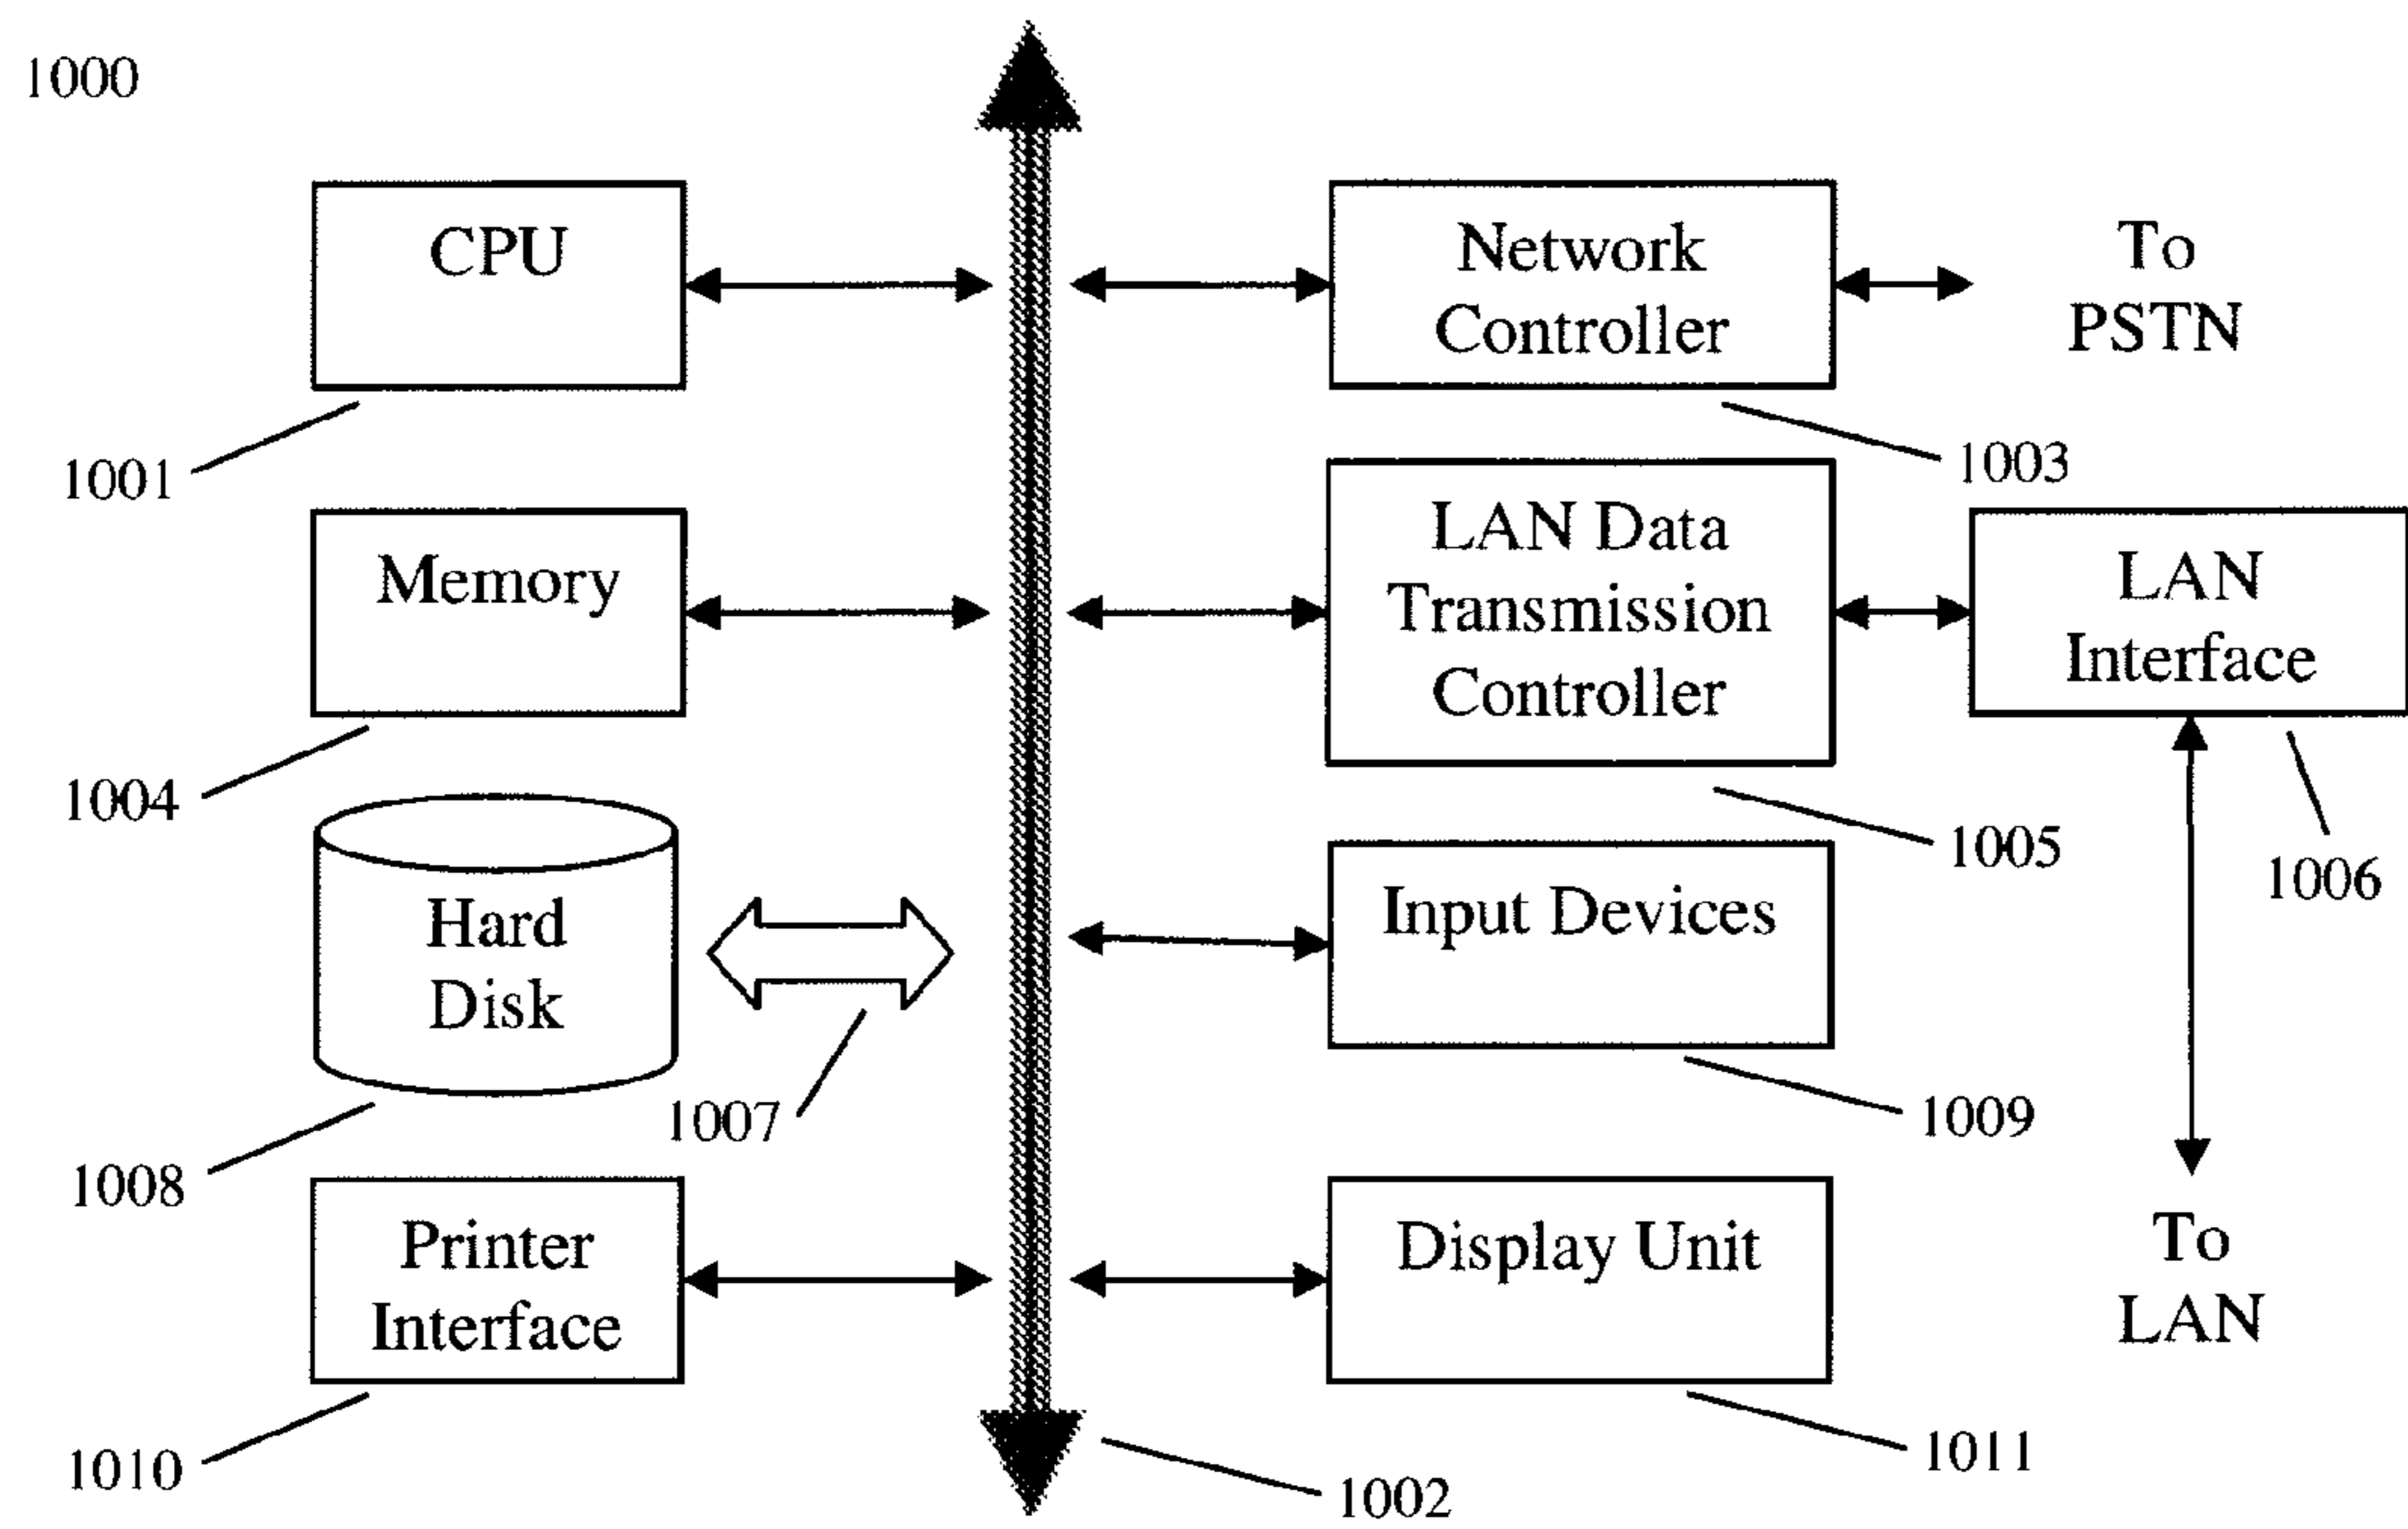 1000
CPU
Network
Controller
To
PSTN
1001
1003
Memory
LAN Data
Transmission
Controller
LAN
Interface
1004
1005
1006
Hard
Disk
1007
Input Devices
1008
1009
Printer
Interface
Display Unit
To
LAN
1010
1002
1011